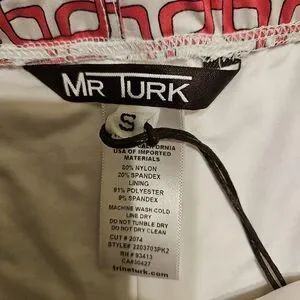 MR TURK
S
CALIFORNIA
USA OF IMPORTED
MATERIALS
80% NYLON
20% SPANDEX
LINING
91% POLYESTER
9% SPANDEX
MACHINE WASH COLD
LINE DRY
DO NOT TUMBLE DRY
DO NOT DRY CLEAN
CUT # 2074
STYLE# 2203703PK2
RN # 93413
CA#30427
trinaturk.com